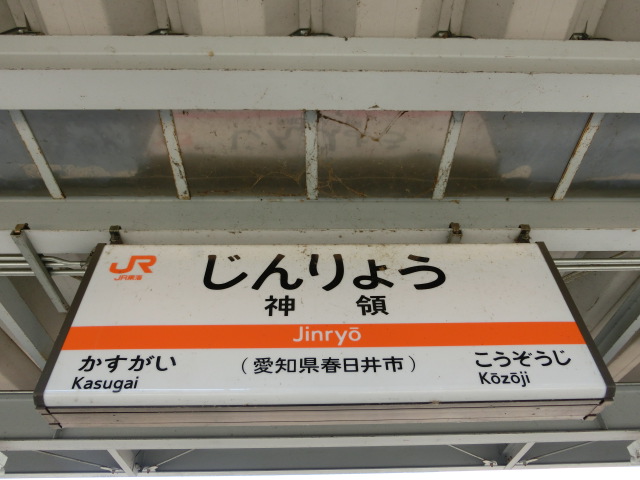 JR
JR東海
じんりょう
神領
Jinryō
かすがい
Kasugai
(愛知県春日井市)
こうぞうじ
Kōzōji